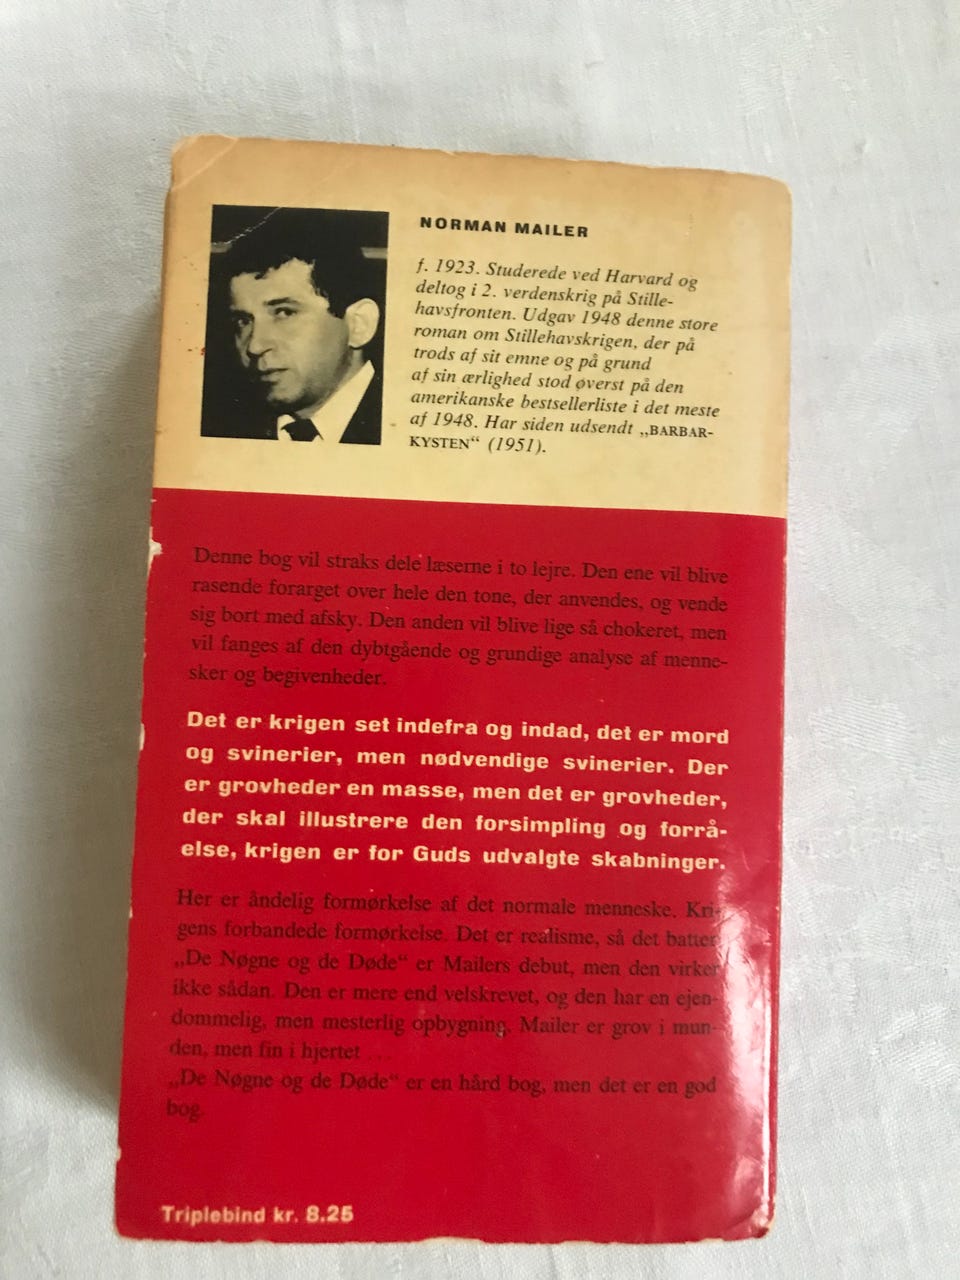 NORMAN MAILER
f. 1923. Studerede ved Harvard og
deltog i 2. verdenskrig på Stille-
havsfronten. Udgav 1948 denne store
roman om Stillehavskrigen, der på
trods af sit emne og på grund
af sin ærlighed stod øverst på den
amerikanske bestsellerliste i det meste
af 1948. Har siden udsendt „BARBAR-
KYSTEN“ (1951).
Denne bog vil straks dele læserne i to lejre. Den ene vil blive
rasende forarget over hele den tone, der anvendes, og vende
sig bort med afsky. Den anden vil blive lige så chokeret, men
vil fanges af den dybtgående og grundige analyse af menne-
sker og begivenheder.
Det er krigen set indefra og indad, det er mord
og svinerier, men nødvendige svinerier. Der
er grovheder en masse, men det er grovheder,
der skal illustrere den forsimpling og forrå-
else, krigen er for Guds udvalgte skabninger.
Her er åndelig formørkelse af det normale menneske. Kri-
gens forbandede formørkelse. Det er realisme, så det batter.
„De Nøgne og de Døde“ er Mailers debut, men den virker
ikke sådan. Den er mere end velskrevet, og den har en ejen-
dommelig, men mesterlig opbygning. Mailer er grov i mun-
den, men fin i hjertet ...
„De Nøgne og de Døde“ er en hård bog, men det er en god
bog.
Triplebind kr. 8.25